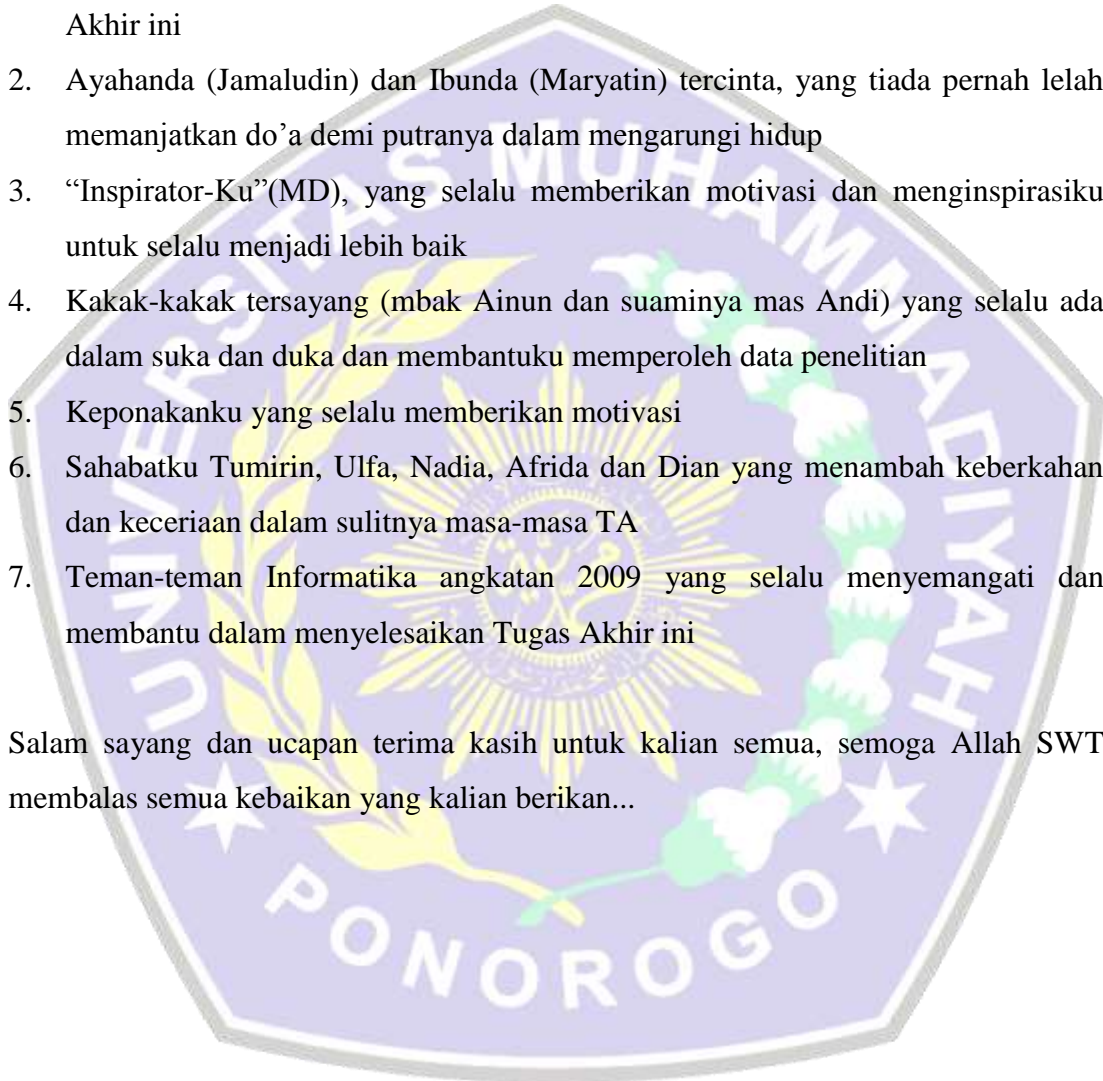 Akhir ini
2. Ayahanda (Jamaludin) dan Ibunda (Maryatin) tercinta, yang tiada pernah lelah
memanjatkan do’a demi putranya dalam mengarungi hidup
3. “Inspirator-Ku”(MD), yang selalu memberikan motivasi dan menginspirasiku
untuk selalu menjadi lebih baik
4. Kakak-kakak tersayang (mbak Ainun dan suaminya mas Andi) yang selalu ada
dalam suka dan duka dan membantuku memperoleh data penelitian
5. Keponakanku yang selalu memberikan motivasi
6. Sahabatku Tumirin, Ulfa, Nadia, Afrida dan Dian yang menambah keberkahan
dan keceriaan dalam sulitnya masa-masa TA
7. Teman-teman Informatika angkatan 2009 yang selalu menyemangati dan
membantu dalam menyelesaikan Tugas Akhir ini
Salam sayang dan ucapan terima kasih untuk kalian semua, semoga Allah SWT
membalas semua kebaikan yang kalian berikan...
UNIVERSITAS MUHAMMADIYAH
PONOROGO